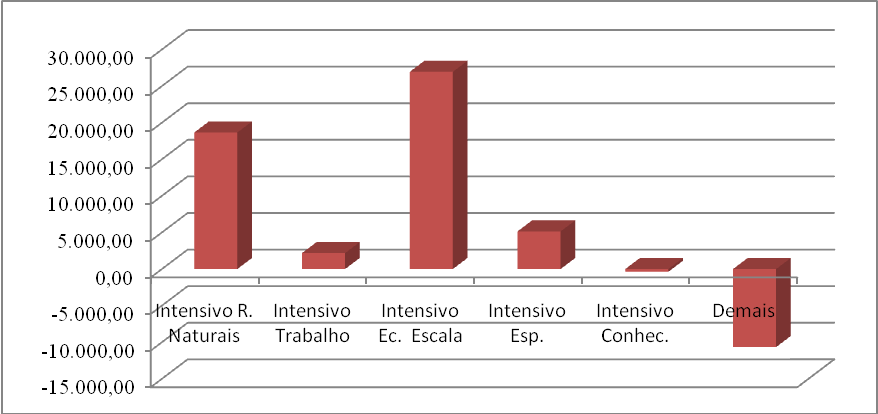 30.000,00
25.000,00
20.000,00
15.000,00
10.000,00
5.000,00
0,00
-5.000,00
-10.000,00
-15.000,00
Intensivo R.
Naturais
Intensivo
Trabalho
Intensivo
Ec.  Escala
Intensivo
Esp.
Intensivo
Conhec.
Demais